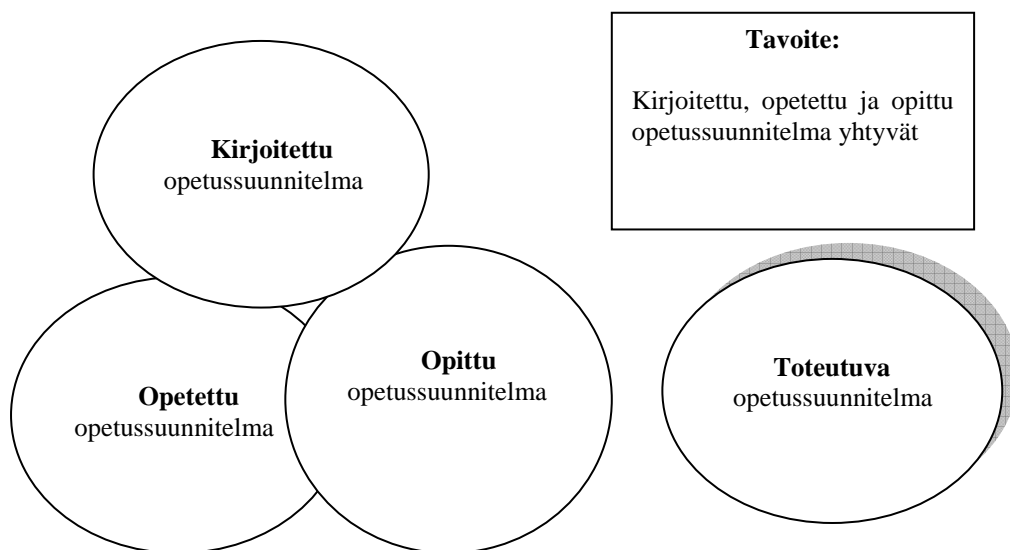 Tavoite:
Kirjoitettu, opetettu ja opittu
opetussuunnitelma yhtyvät
Kirjoitettu
opetussuunnitelma
Opetettu
opetussuunnitelma
Opittu
opetussuunnitelma
Toteutuva
opetussuunnitelma